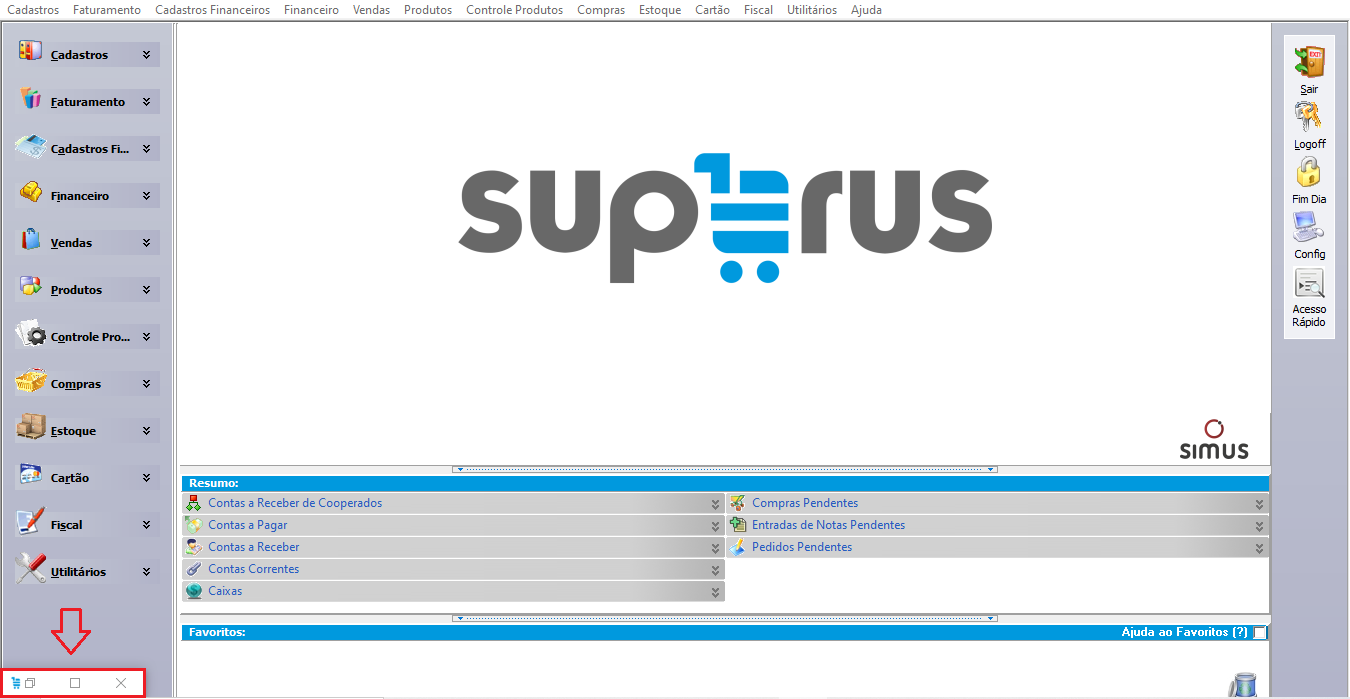 Cadastros Faturamento Cadastros Financeiros Financeiro Vendas Produtos Controle Produtos Compras Estoque Cartão Fiscal Utilitários Ajuda
Cadastros
Faturamento
Cadastros Fi...
Financeiro
Vendas
Produtos
Controle Pro...
Compras
Estoque
Cartão
Fiscal
Utilitários
superus
simus
Resumo:
Contas a Receber de Cooperados
Contas a Pagar
Contas a Receber
Contas Correntes
Caixas
Compras Pendentes
Entradas de Notas Pendentes
Pedidos Pendentes
Favoritos:
Ajuda ao Favoritos (?)
EXIT
Sair
Logoff
Fim Dia
Config
Acesso
Rápido